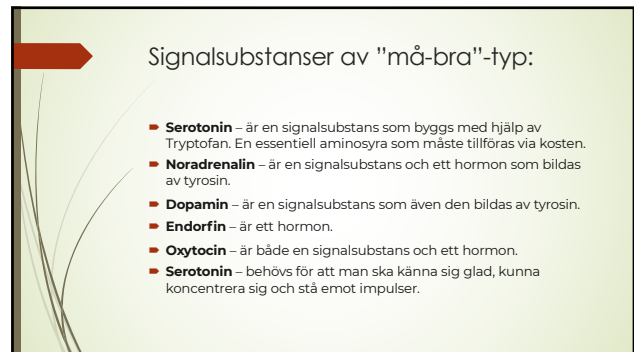 Signalsubstanser av ”må-bra”-typ:
Serotonin – är en signalsubstans som byggs med hjälp av
Tryptofan. En essentiell aminosyra som måste tillföras via kosten.
Noradrenalin – är en signalsubstans och ett hormon som bildas
av tyrosin.
Dopamin – är en signalsubstans som även den bildas av tyrosin.
Endorfin – är ett hormon.
Oxytocin – är både en signalsubstans och ett hormon.
Serotonin – behövs för att man ska känna sig glad, kunna
koncentrera sig och stå emot impulser.